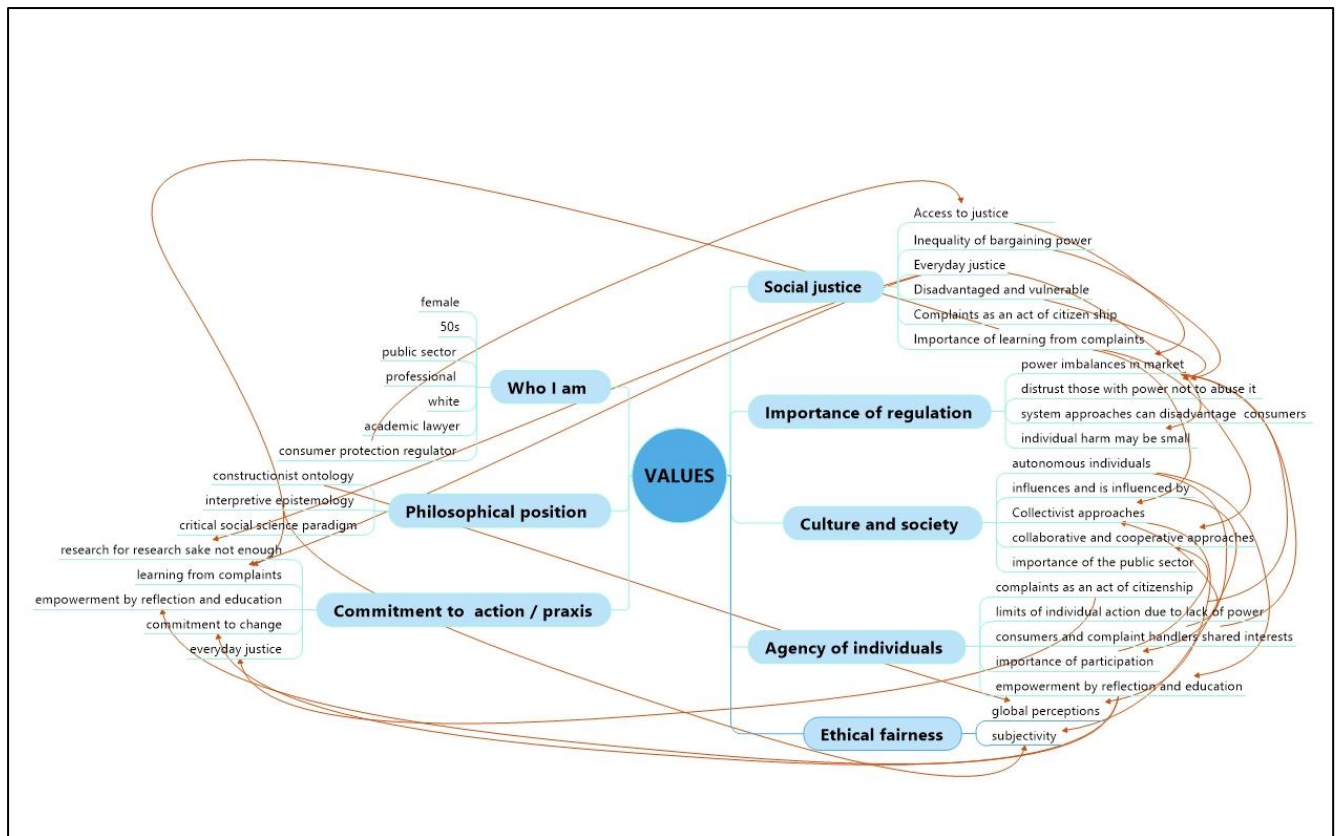 VALUES
Social justice
Access to justice
Inequality of bargaining power
Everyday justice
Disadvantaged and vulnerable
Complaints as an act of citizen ship
Importance of learning from complaints
Importance of regulation
power imbalances in market
distrust those with power not to abuse it
system approaches can disadvantage consumers
individual harm may be small
Culture and society
autonomous individuals
influences and is influenced by
Collectivist approaches
collaborative and cooperative approaches
importance of the public sector
Agency of individuals
complaints as an act of citizenship
limits of individual action due to lack of power
consumers and complaint handlers shared interests
importance of participation
empowerment by reflection and education
Ethical fairness
global perceptions
subjectivity
Who I am
female
50s
public sector
professional
white
academic lawyer
consumer protection regulator
Philosophical position
constructionist ontology
interpretive epistemology
critical social science paradigm
Commitment to action / praxis
research for research sake not enough
learning from complaints
empowerment by reflection and education
commitment to change
everyday justice